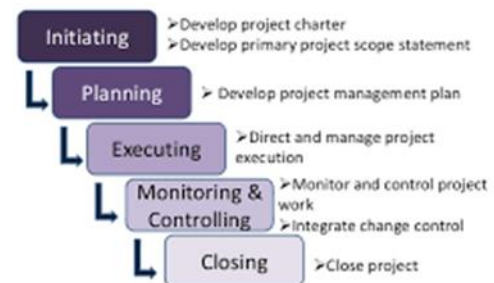 Initiating
➢Develop project charter
➢Develop primary project scope statement
Planning
➢ Develop project management plan
Executing
➢Direct and manage project
execution
Monitoring &
Controlling
➢Monitor and control project
work
➢Integrate change control
Closing
➢Close project